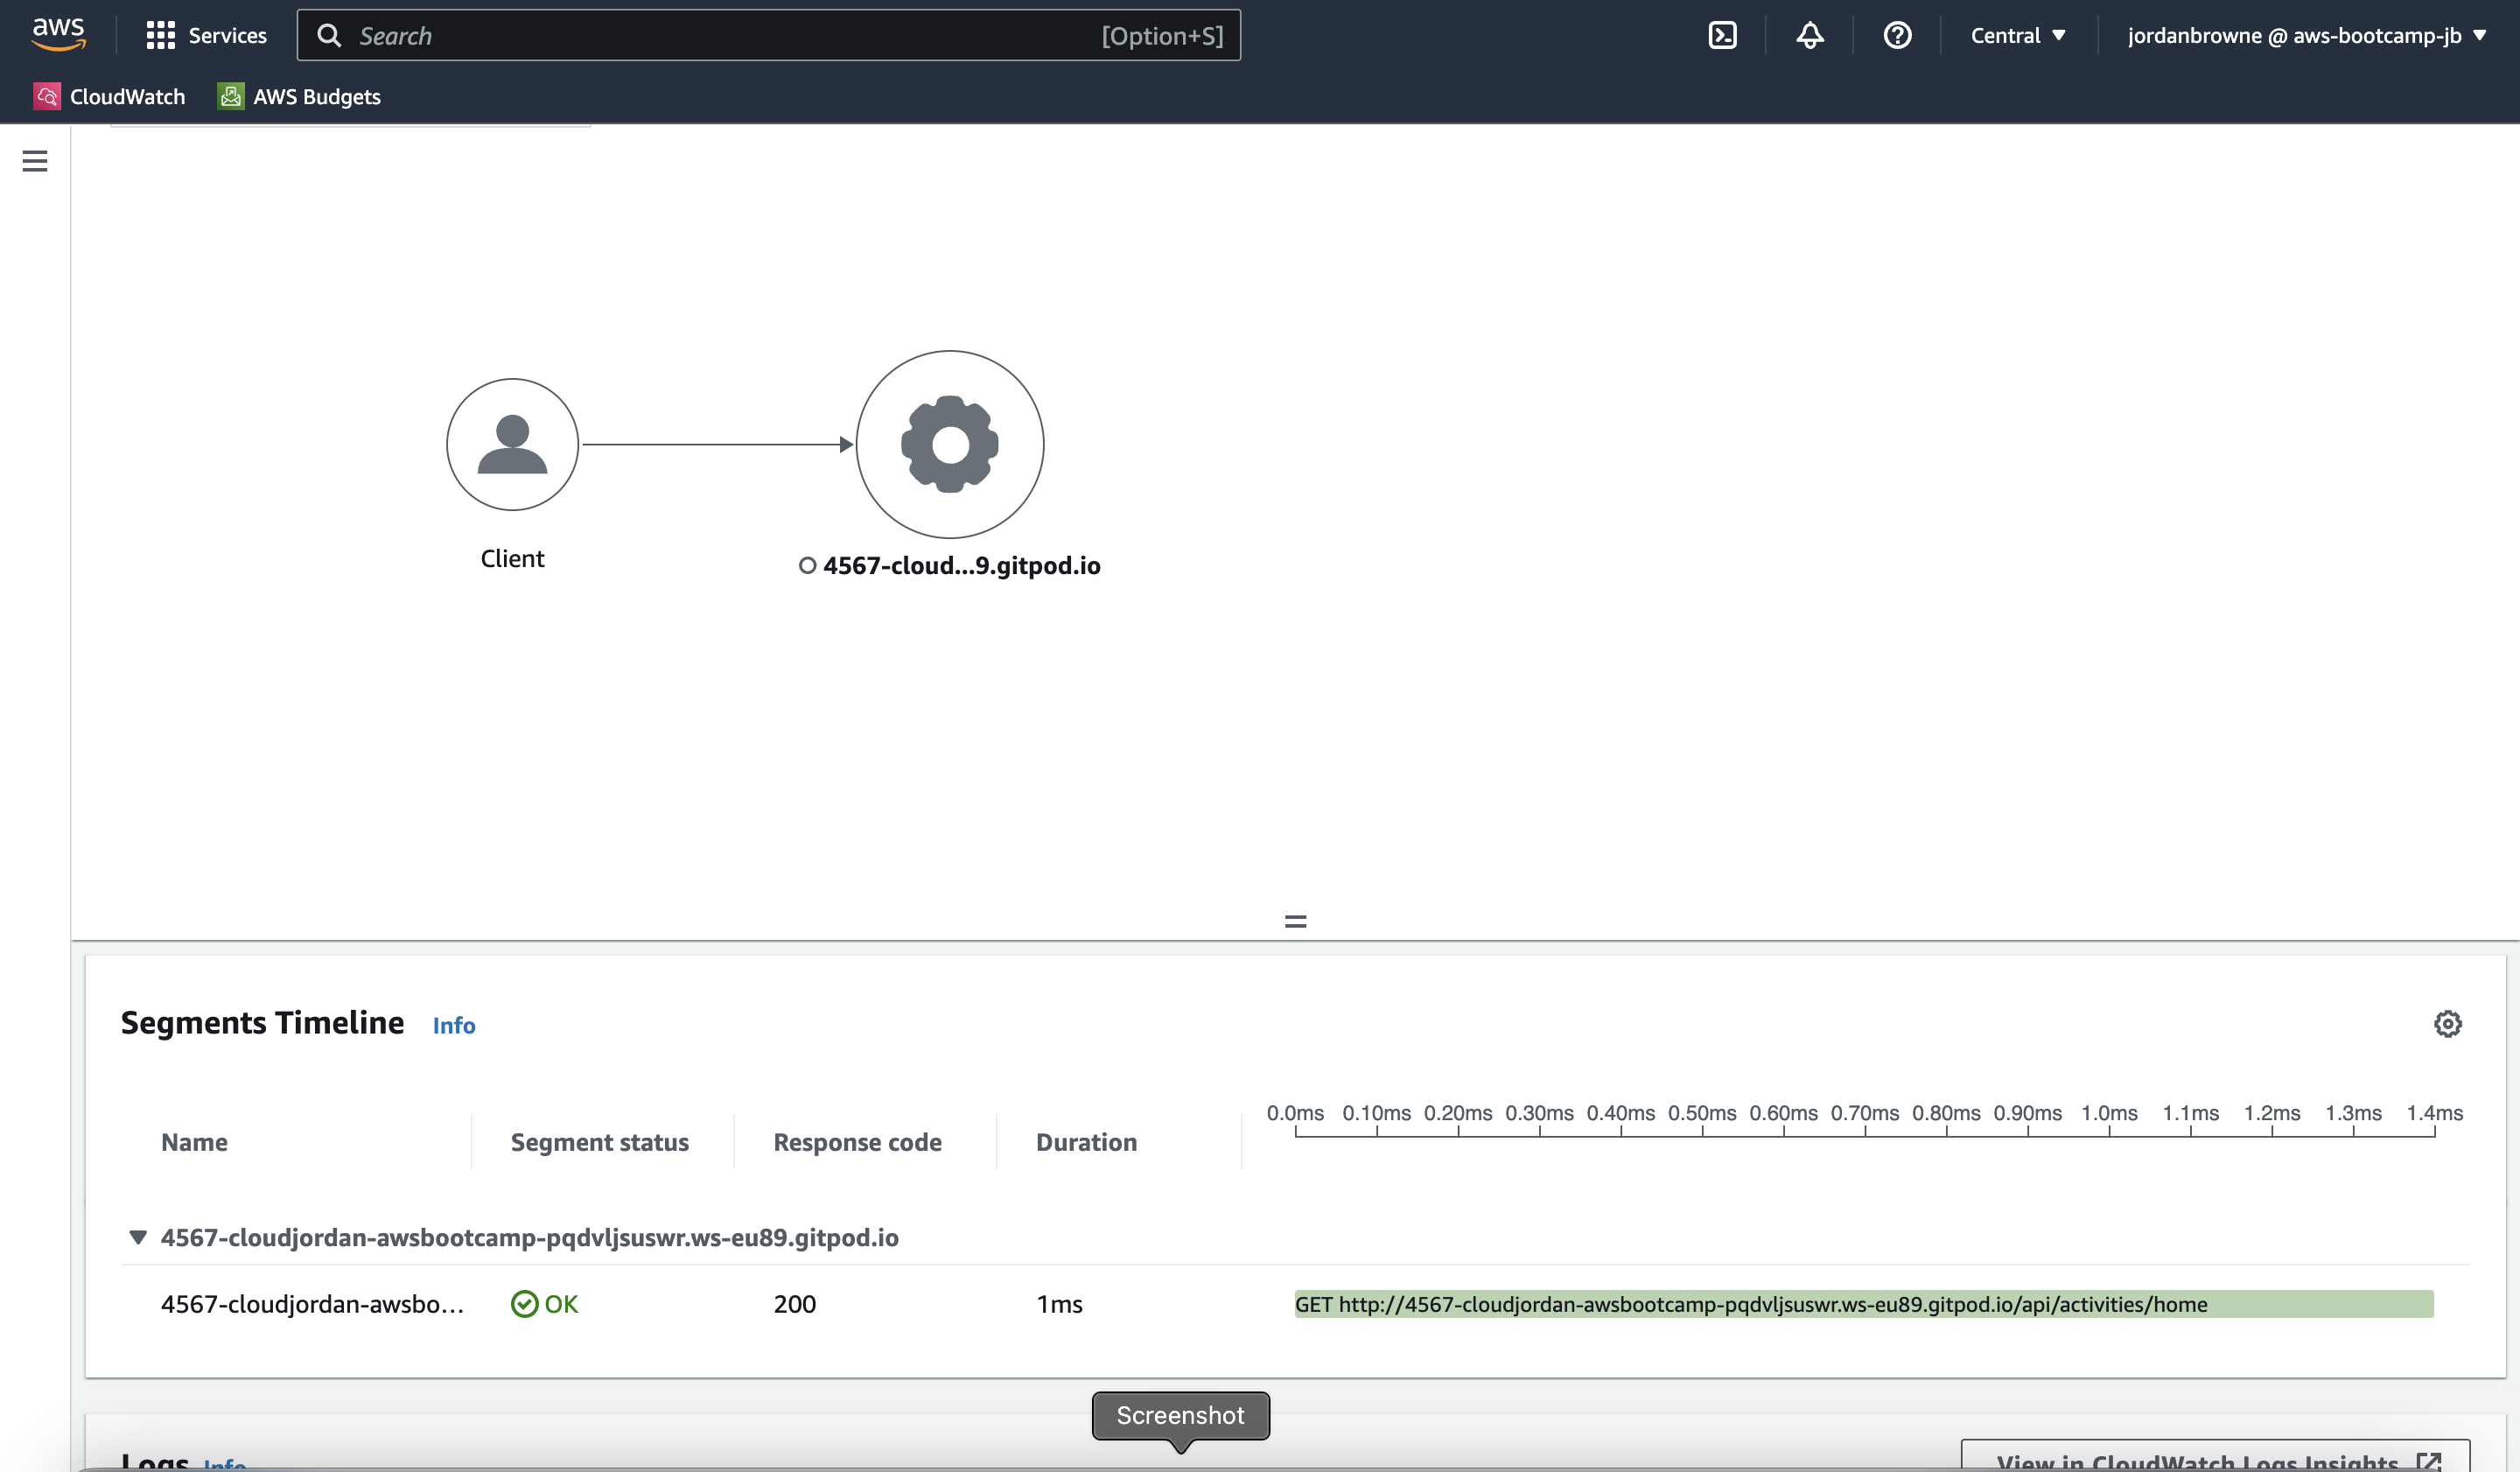 aws
Services
Search
[Option+S]
Central
jordanbrowne @ aws-bootcamp-jb
CloudWatch
AWS Budgets
Client
4567-cloud...9.gitpod.io
Segments Timeline
Info
Name
Segment status
Response code
Duration
0.0ms 0.10ms 0.20ms 0.30ms 0.40ms 0.50ms 0.60ms 0.70ms 0.80ms 0.90ms 1.0ms 1.1ms 1.2ms 1.3ms 1.4ms
4567-cloudjordan-awsbootcamp-pqdvljsuswr.ws-eu89.gitpod.io
4567-cloudjordan-awsbo...
OK
200
1ms
GET http://4567-cloudjordan-awsbootcamp-pqdvljsuswr.ws-eu89.gitpod.io/api/activities/home
Screenshot
Logs
Info
View in CloudWatch Logs Insights